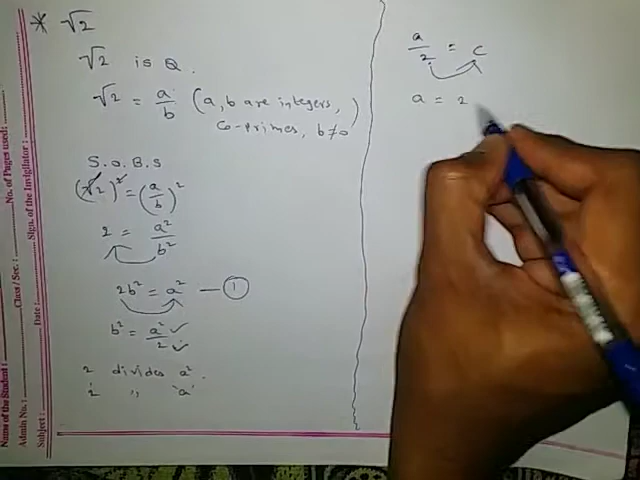 * √2
√2 is Q.
√2 = a/b (a, b are integers,
Co-primes, b≠0)
S.O.B.S
(√2)² = (a/b)²
2 = a²/b²
2b² = a² — ①
b² = a²/2
2 divides a².
2 ,, 'a'
a/2 = c
a = 2
Name of the Student :
Admin No. :
Class / Sec. :
Subject :
Date :
No. of Pages used:
Sign. of the Invigilator :